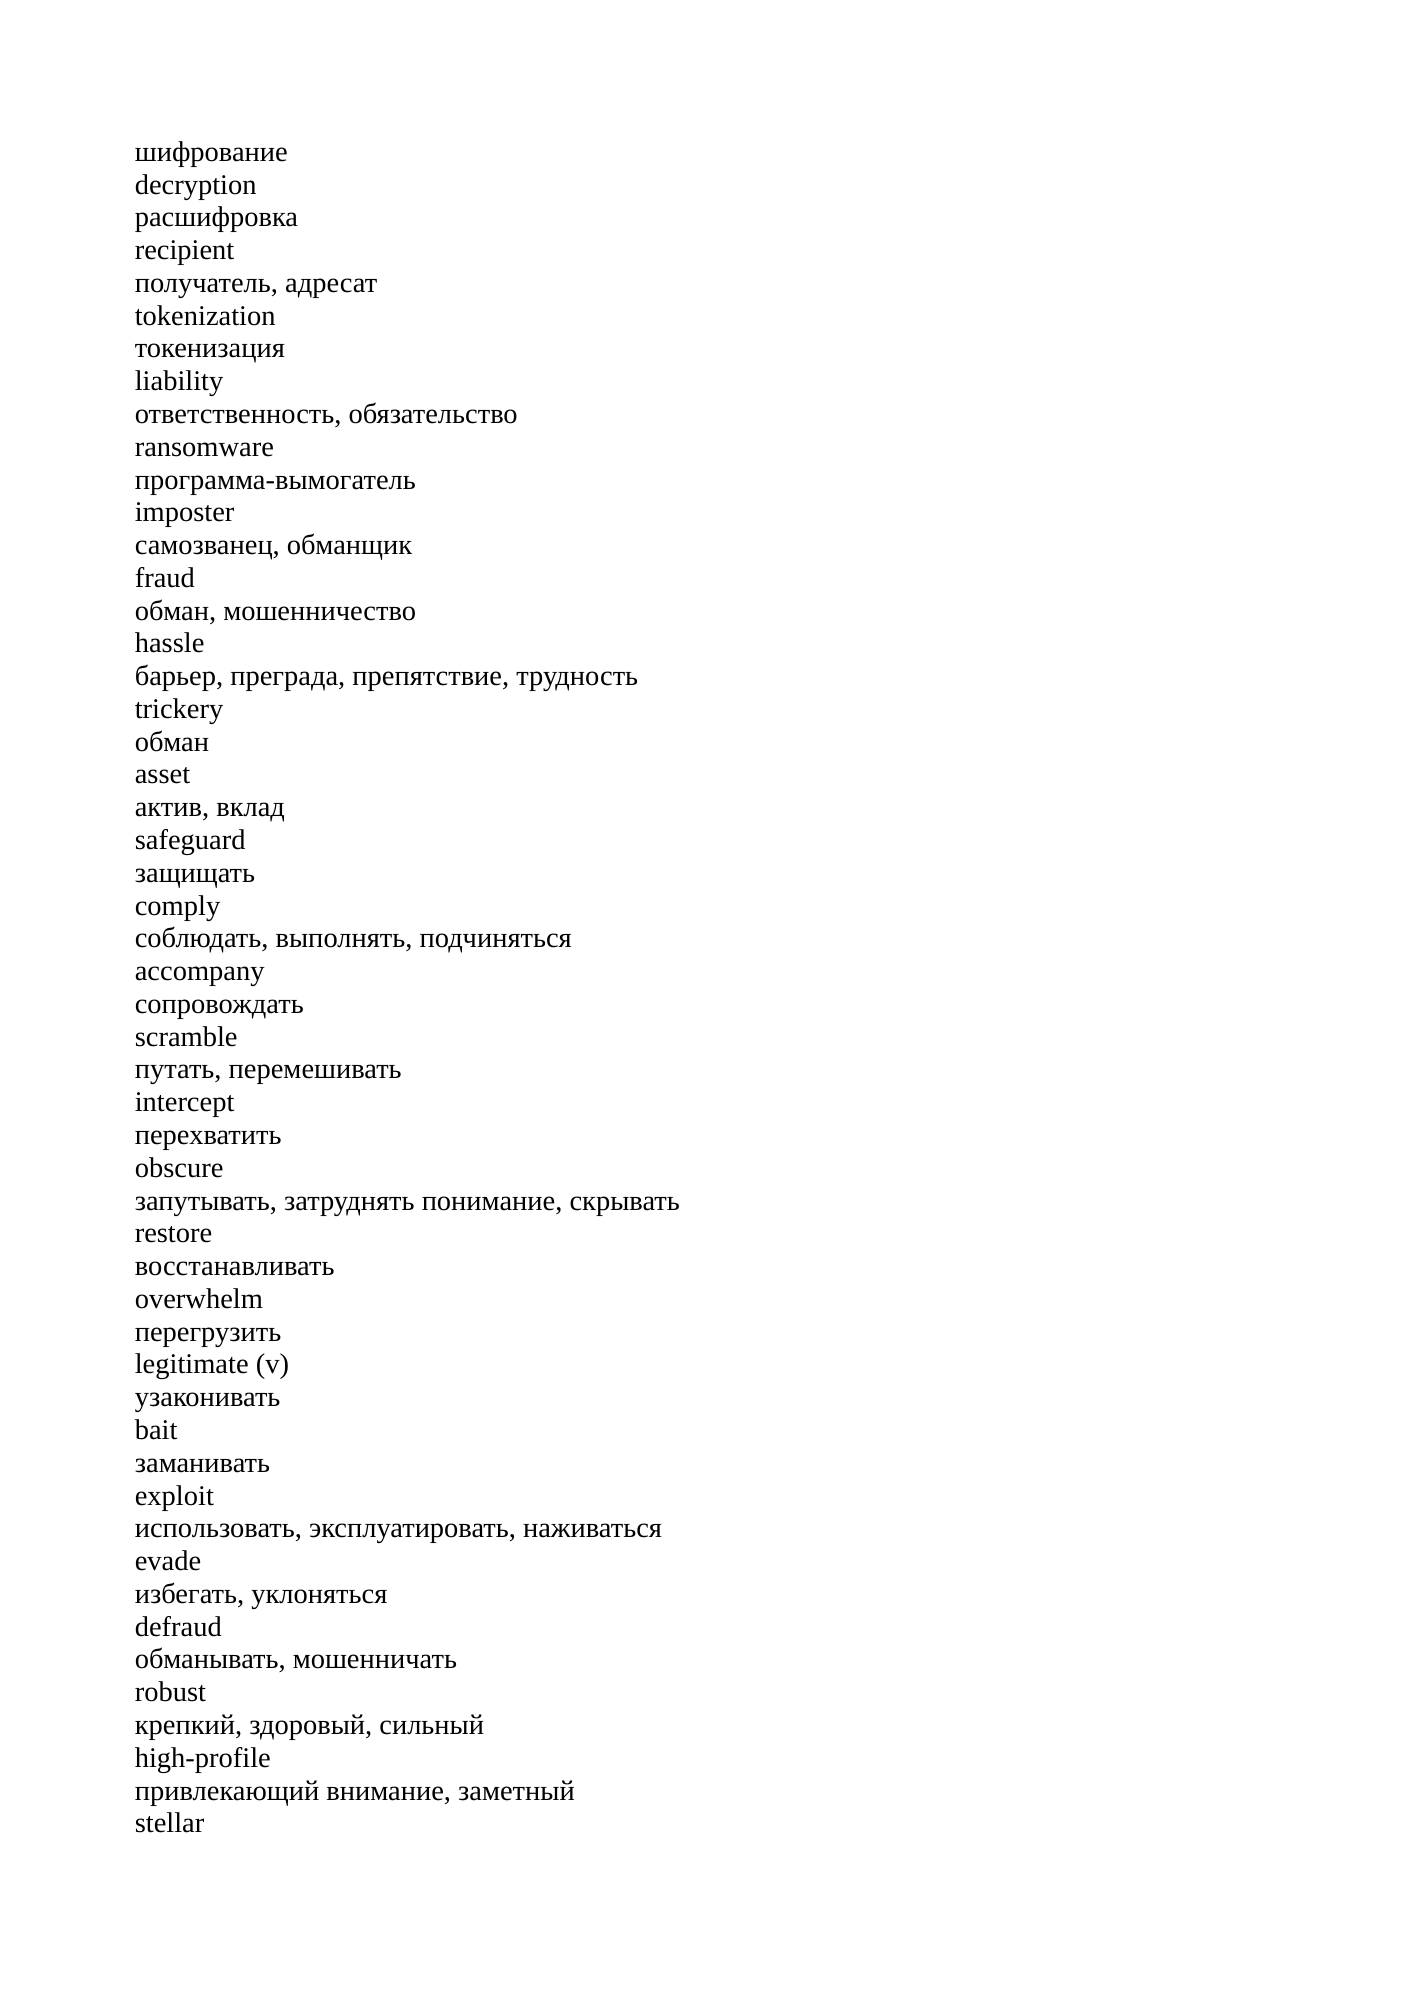 шифрование
decryption
расшифровка
recipient
получатель, адресат
tokenization
токенизация
liability
ответственность, обязательство
ransomware
программа-вымогатель
imposter
самозванец, обманщик
fraud
обман, мошенничество
hassle
барьер, преграда, препятствие, трудность
trickery
обман
asset
актив, вклад
safeguard
защищать
comply
соблюдать, выполнять, подчиняться
accompany
сопровождать
scramble
путать, перемешивать
intercept
перехватить
obscure
запутывать, затруднять понимание, скрывать
restore
восстанавливать
overwhelm
перегрузить
legitimate (v)
узаконивать
bait
заманивать
exploit
использовать, эксплуатировать, наживаться
evade
избегать, уклоняться
defraud
обманывать, мошенничать
robust
крепкий, здоровый, сильный
high-profile
привлекающий внимание, заметный
stellar